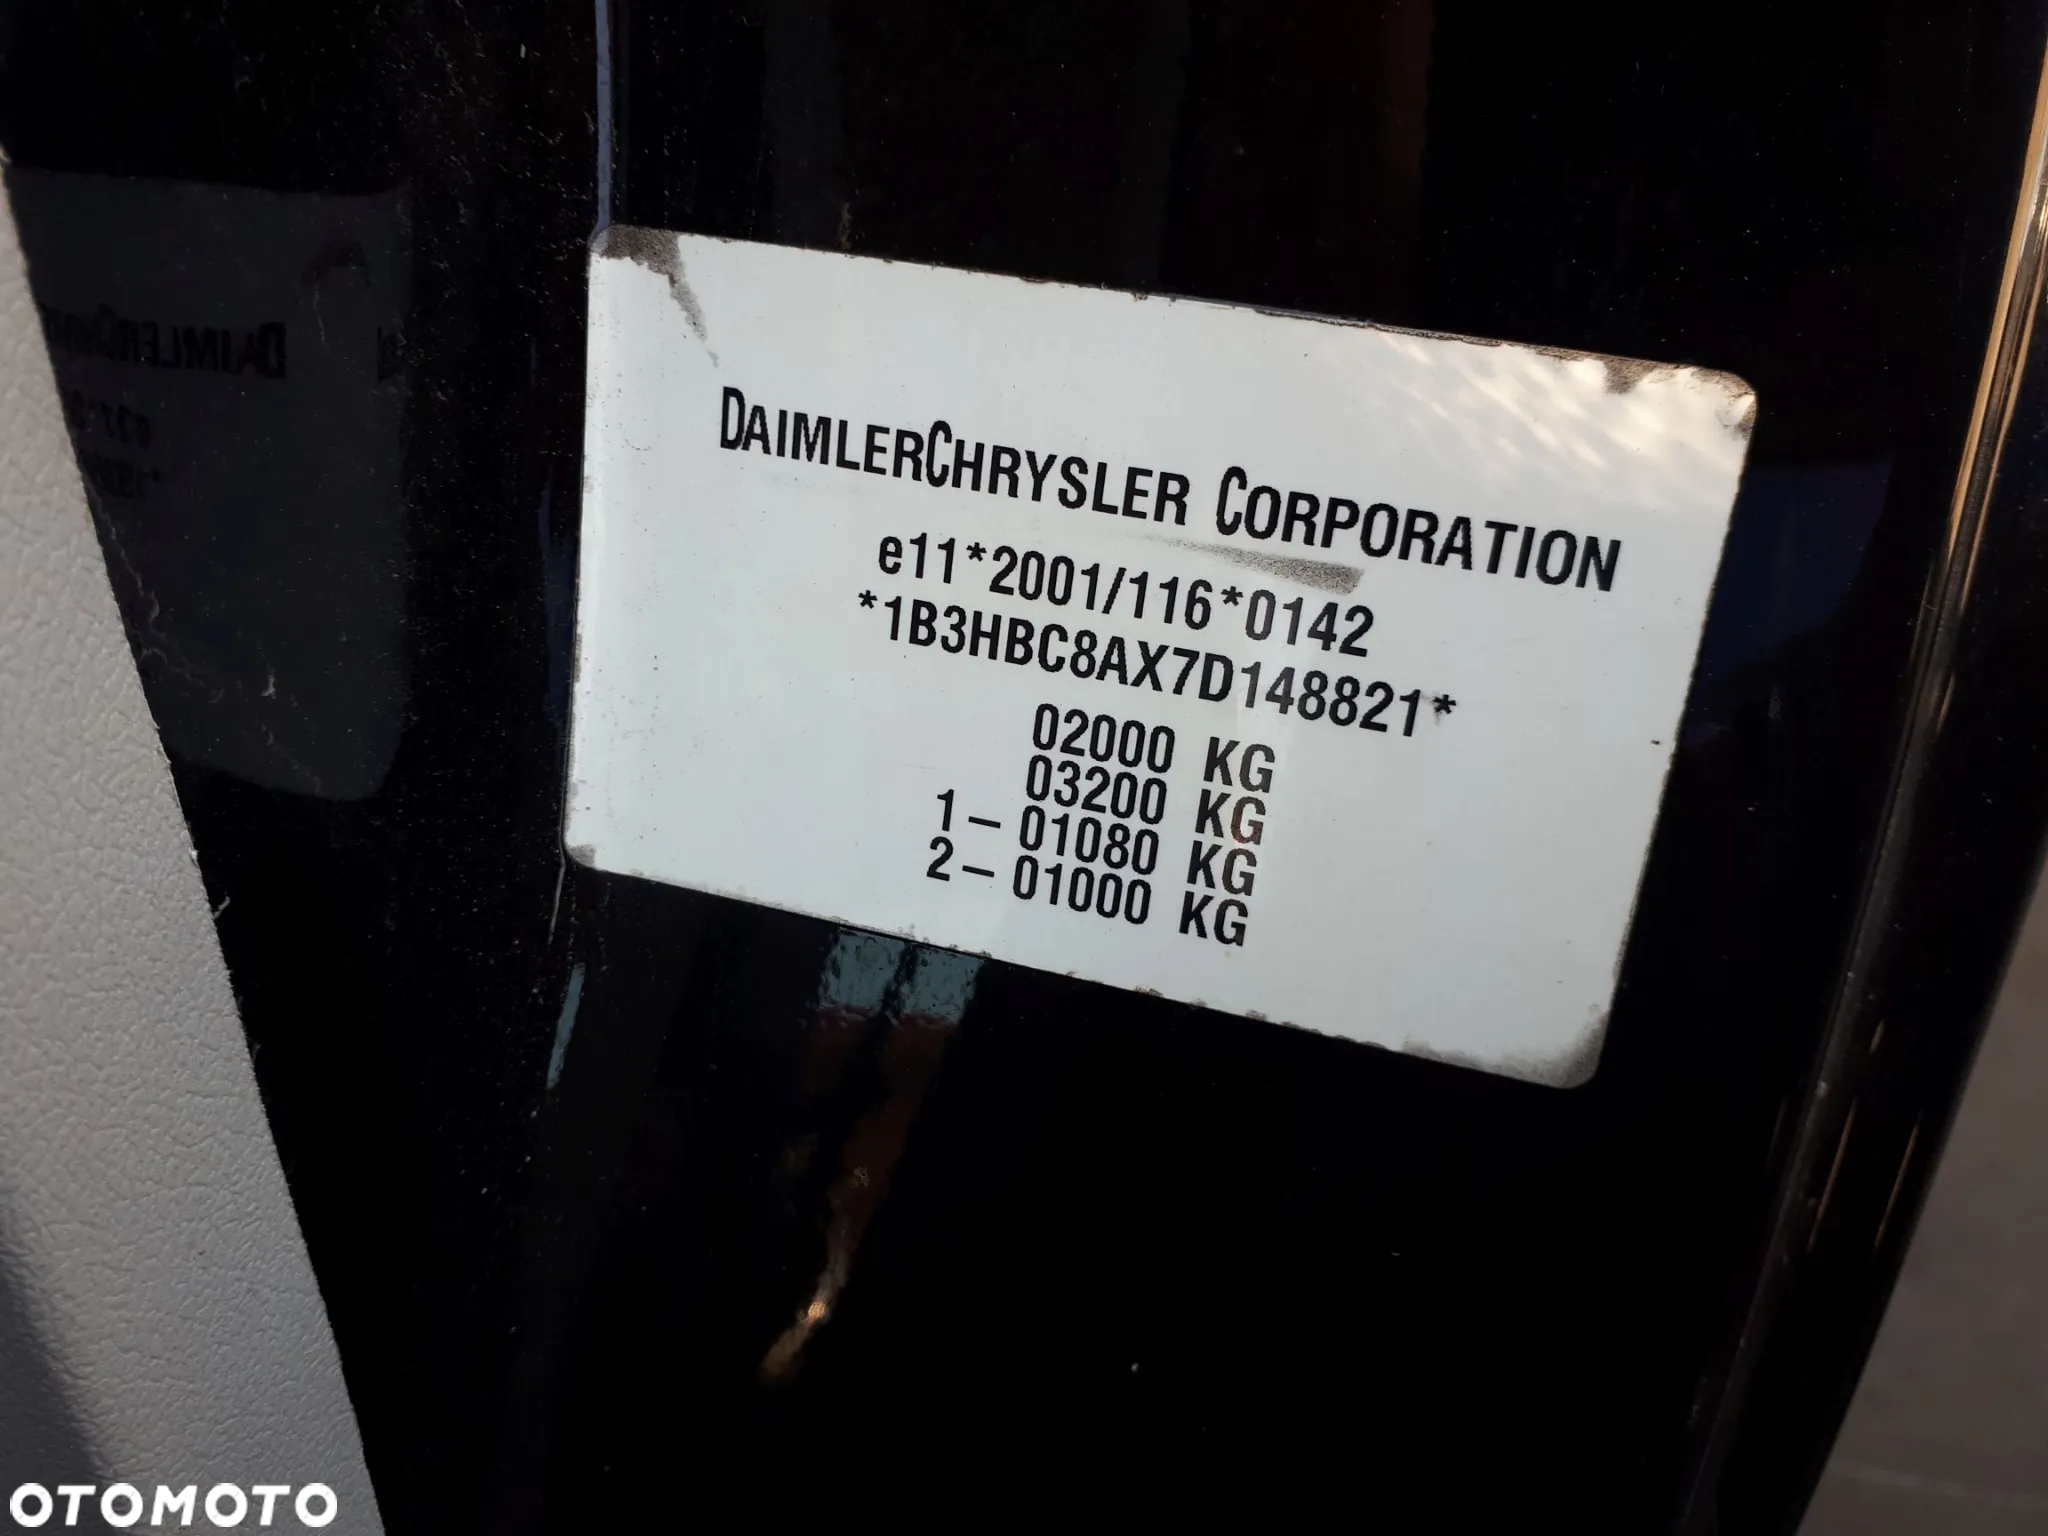 DAIMLERCHRYSLER CORPORATION
e11*2001/116*0142
*1B3HBC8AX7D148821*
02000 KG
03200 KG
1 – 01080 KG
2 – 01000 KG
OTOMOTO